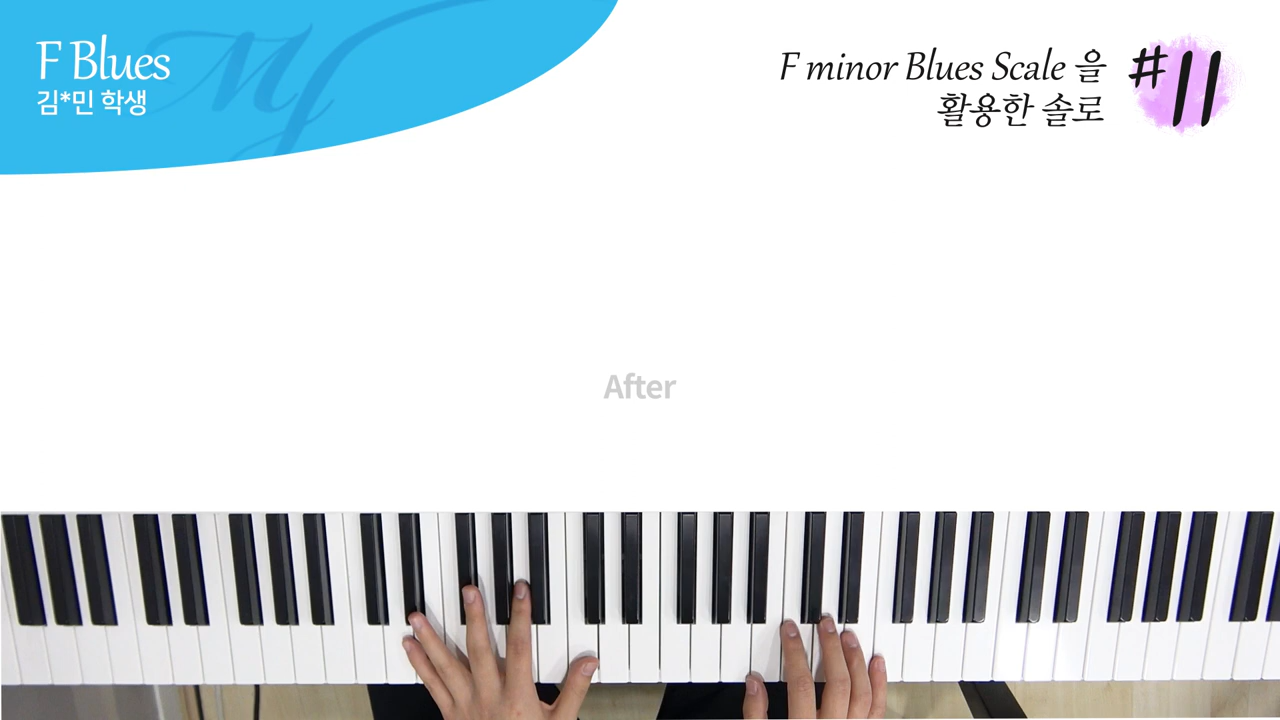 F Blues
김*민 학생
F minor Blues Scale 을
활용한 솔로
#11
After